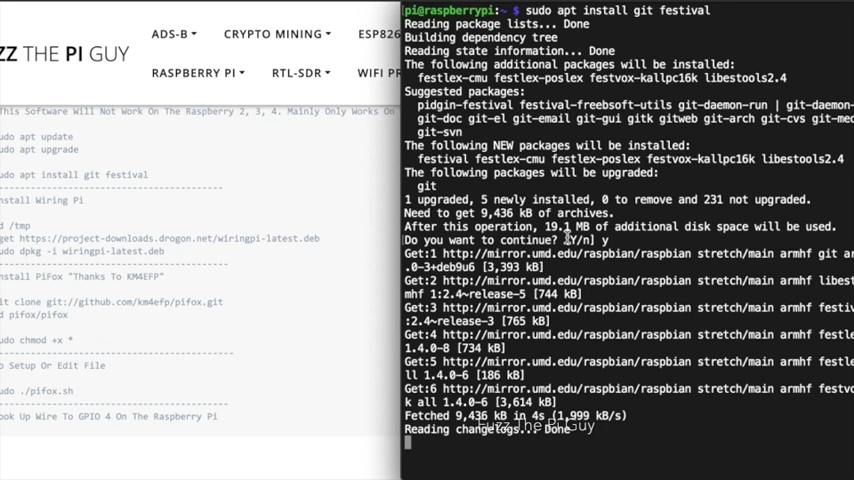 ADS-B CRYPTO MINING ESP826
ZZ THE PI GUY
RASPBERRY PI RTL-SDR WIFI PR
This Software Will Not Work On The Raspberry 2, 3, 4. Mainly Only Works On
udo apt update
udo apt upgrade
udo apt install git festival
nstall Wiring Pi
d /tmp
get https://project-downloads.drogon.net/wiringpi-latest.deb
udo dpkg -i wiringpi-latest.deb
nstall PiFox "Thanks To KM4EFP"
it clone git://github.com/km4efp/pifox.git
d pifox/pifox
udo chmod +x *
o Setup Or Edit File
udo ./pifox.sh
ook Up Wire To GPIO 4 On The Raspberry Pi
pi@raspberrypi:~ $ sudo apt install git festival
Reading package lists... Done
Building dependency tree
Reading state information... Done
The following additional packages will be installed:
festlex-cmu festlex-poslex festvox-kallpc16k libestools2.4
Suggested packages:
pidgin-festival festival-freebsoft-utils git-daemon-run | git-daemon-
git-doc git-el git-email git-gui gitk gitweb git-arch git-cvs git-med
git-svn
The following NEW packages will be installed:
festival festlex-cmu festlex-poslex festvox-kallpc16k libestools2.4
The following packages will be upgraded:
git
1 upgraded, 5 newly installed, 0 to remove and 231 not upgraded.
Need to get 9,436 kB of archives.
After this operation, 19.1 MB of additional disk space will be used.
Do you want to continue? [Y/n] y
Get:1 http://mirror.umd.edu/raspbian/raspbian stretch/main armhf git ar
.0-3+deb9u6 [3,393 kB]
Get:2 http://mirror.umd.edu/raspbian/raspbian stretch/main armhf libest
mhf 1:2.4~release-5 [744 kB]
Get:3 http://mirror.umd.edu/raspbian/raspbian stretch/main armhf festiv
:2.4~release-3 [765 kB]
Get:4 http://mirror.umd.edu/raspbian/raspbian stretch/main armhf festle
ll 1.4.0-8 [734 kB]
Get:5 http://mirror.umd.edu/raspbian/raspbian stretch/main armhf festle
ll 1.4.0-6 [186 kB]
Get:6 http://mirror.umd.edu/raspbian/raspbian stretch/main armhf festvo
k all 1.4.0-6 [3,614 kB]
Fetched 9,436 kB in 4s (1,999 kB/s)
Reading changelogs... Done
Fuzz The Pi Guy